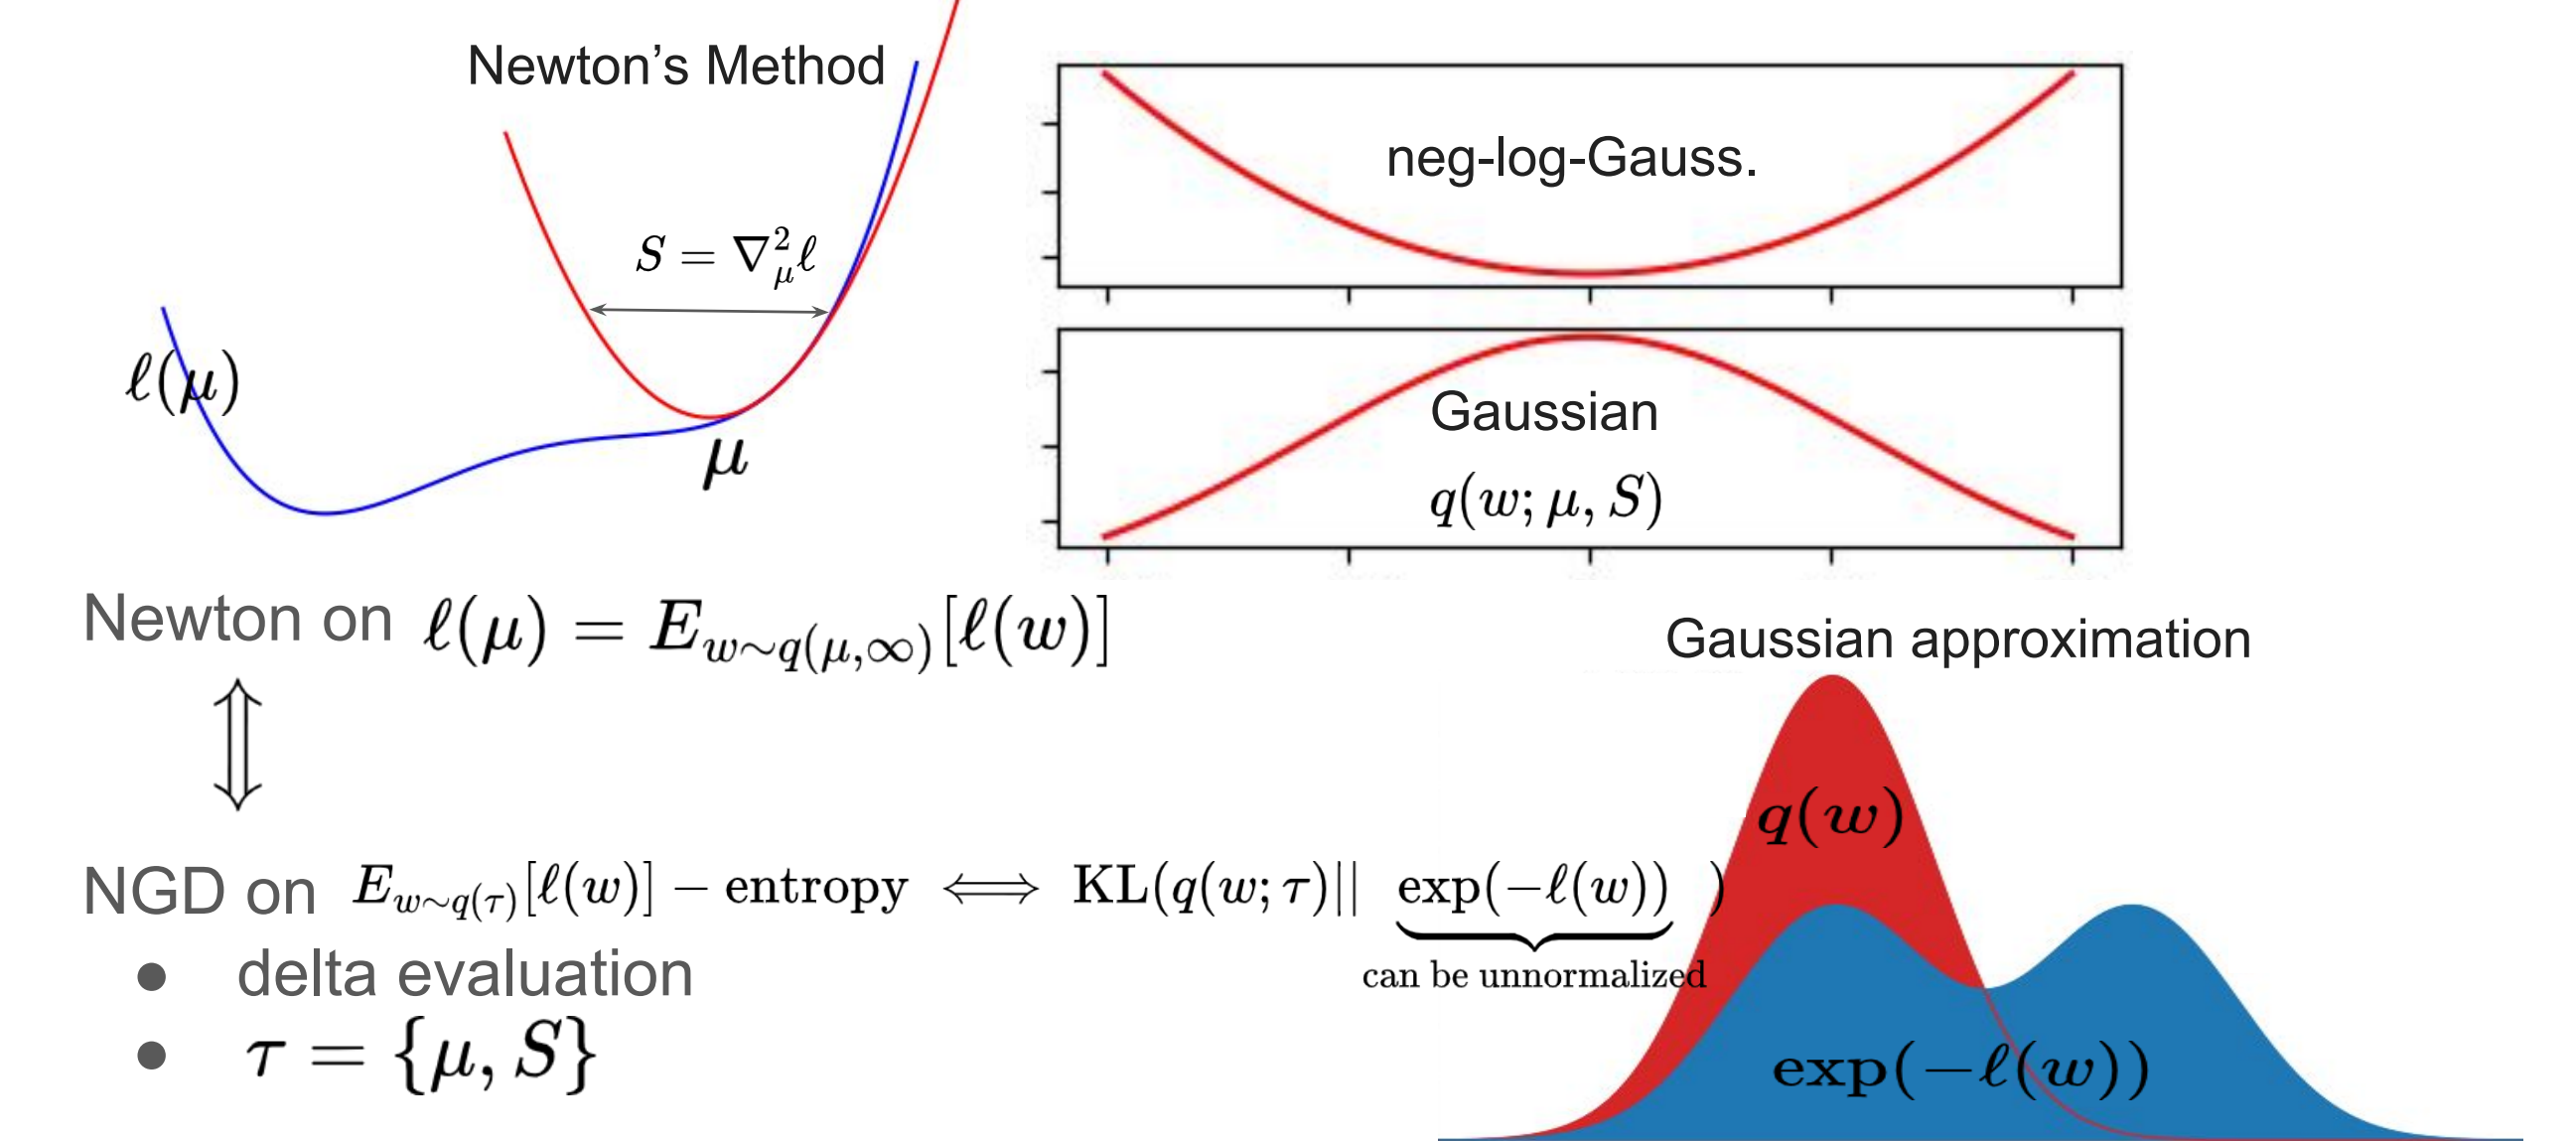 Newton's Method
neg-log-Gauss.
S = ∇²_μ ℓ
ℓ(μ)
μ
Gaussian
q(w; μ, S)
Newton on ℓ(μ) = E_{w∼q(μ,∞)}[ℓ(w)]
Gaussian approximation
⇕
q(w)
NGD on E_{w∼q(τ)}[ℓ(w)] − entropy ⟺ KL(q(w; τ)|| exp(−ℓ(w)) )
can be unnormalized
● delta evaluation
● τ = {μ, S}
exp(−ℓ(w))